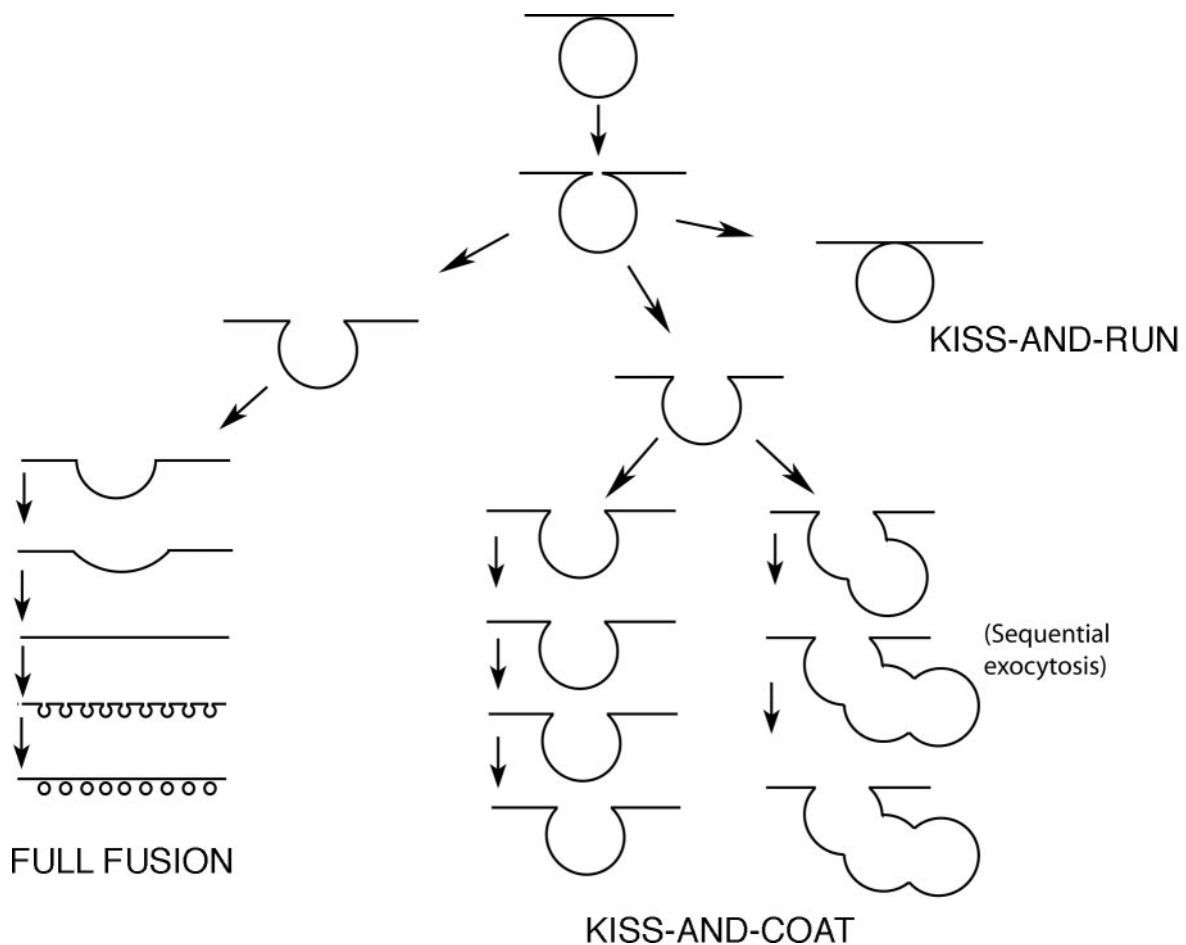 KISS-AND-RUN
(Sequential
exocytosis)
FULL FUSION
KISS-AND-COAT